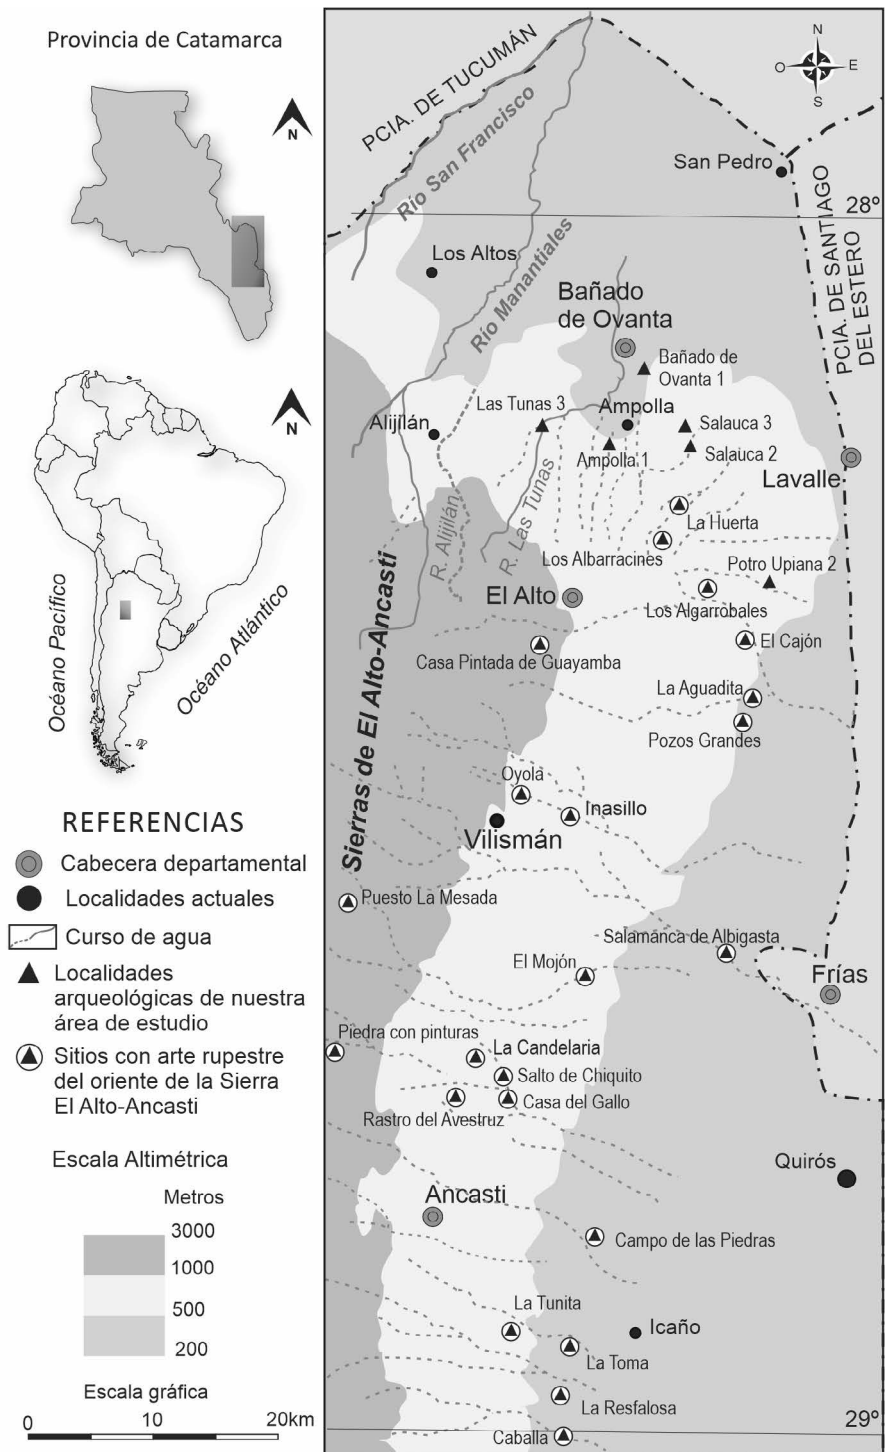 Provincia de Catamarca
N
N
Océano Pacífico
Océano Atlántico
REFERENCIAS
Cabecera departamental
Localidades actuales
Curso de agua
Localidades
arqueológicas de nuestra
área de estudio
Sitios con arte rupestre
del oriente de la Sierra
El Alto-Ancasti
Escala Altimétrica
Metros
3000
1000
500
200
Escala gráfica
0
10
20km
PCIA. DE TUCUMÁN
N
O
E
S
Río San Francisco
San Pedro
28º
PCIA. DE SANTIAGO
DEL ESTERO
Los Altos
Río Manantiales
Bañado
de Ovanta
Bañado de
Ovanta 1
Las Tunas 3
Ampolla
Alijílán
Salauca 3
Ampolla 1
Salauca 2
Lavalle
R. Alijilán
R. Las Tunas
La Huerta
Los Albarracines
Potro Upiana 2
El Alto
Los Algarrobales
Sierras de El Alto-Ancasti
El Cajón
Casa Pintada de Guayamba
La Aguadita
Pozos Grandes
Oyola
Inasillo
Vilismán
Puesto La Mesada
Salamanca de Albigasta
El Mojón
Frías
Piedra con pinturas
La Candelaria
Salto de Chiquito
Casa del Gallo
Rastro del Avestruz
Quirós
Ancasti
Campo de las Piedras
La Tunita
Icaño
La Toma
La Resfalosa
29º
Caballa